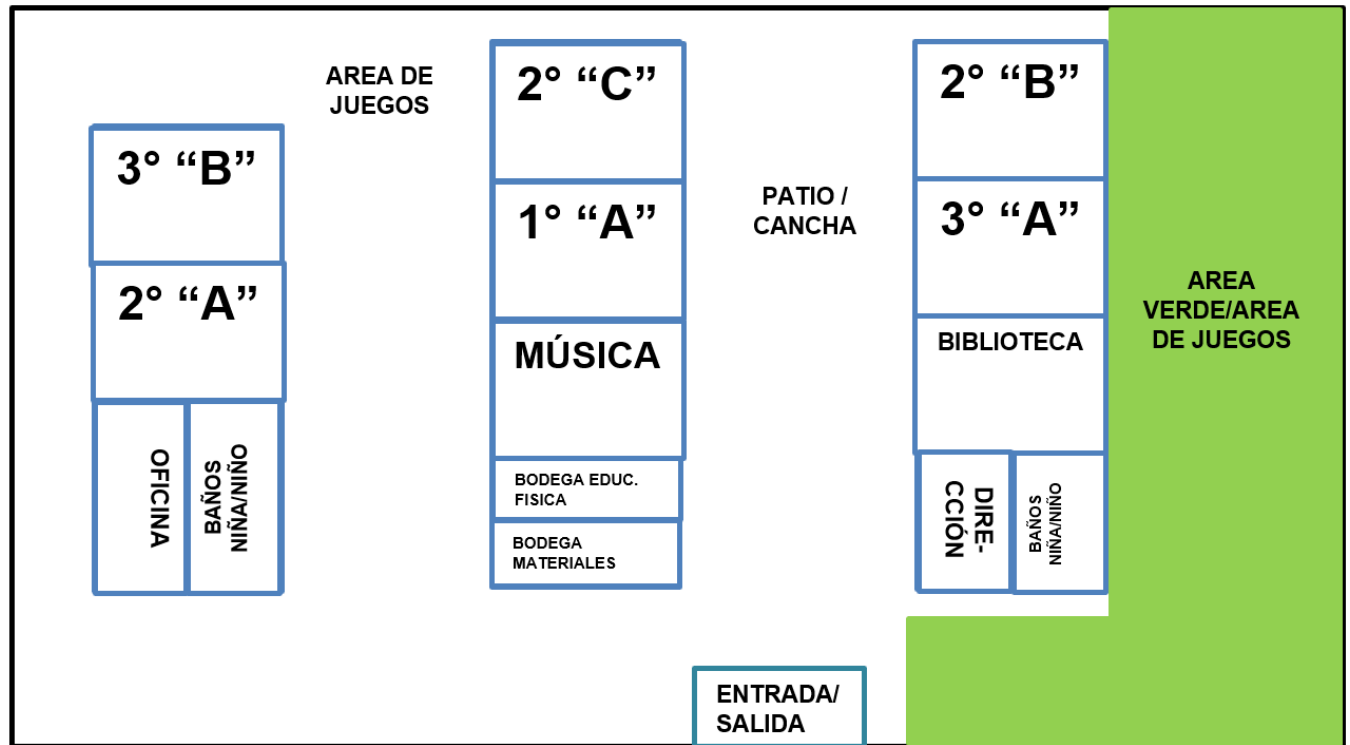 AREA DE
JUEGOS
3° “B”
2° “A”
OFICINA
BAÑOS
NIÑA/NIÑO
2° “C”
1° “A”
MÚSICA
BODEGA EDUC.
FISICA
BODEGA
MATERIALES
PATIO /
CANCHA
2° “B”
3° “A”
BIBLIOTECA
DIRE-
CCIÓN
BAÑOS
NIÑA/NIÑO
AREA
VERDE/AREA
DE JUEGOS
ENTRADA/
SALIDA